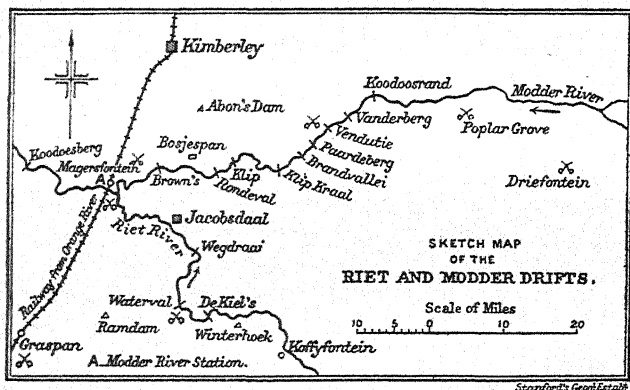 Kimberley
Koodoosrand
Modder River
Abon's Dam
Vanderberg
Poplar Grove
Vendutie
Bosjespan
Paardeberg
Koodoesberg
Magersfontein
Brandvallei
A
Brown's
Klip
Klip Kraal
Rondeval
Driefontein
Jacobsdaal
Riet River
Wegdraai
Railway from Orange River
SKETCH MAP
OF THE
RIET AND MODDER DRIFTS.
Scale of Miles
10 5 0 10 20
Waterval
De Kiel's
Ramdam
Winterhoek
Graspan
Koffyfontein
A_Modder River Station.
Stanford's Geog.l Estab.t